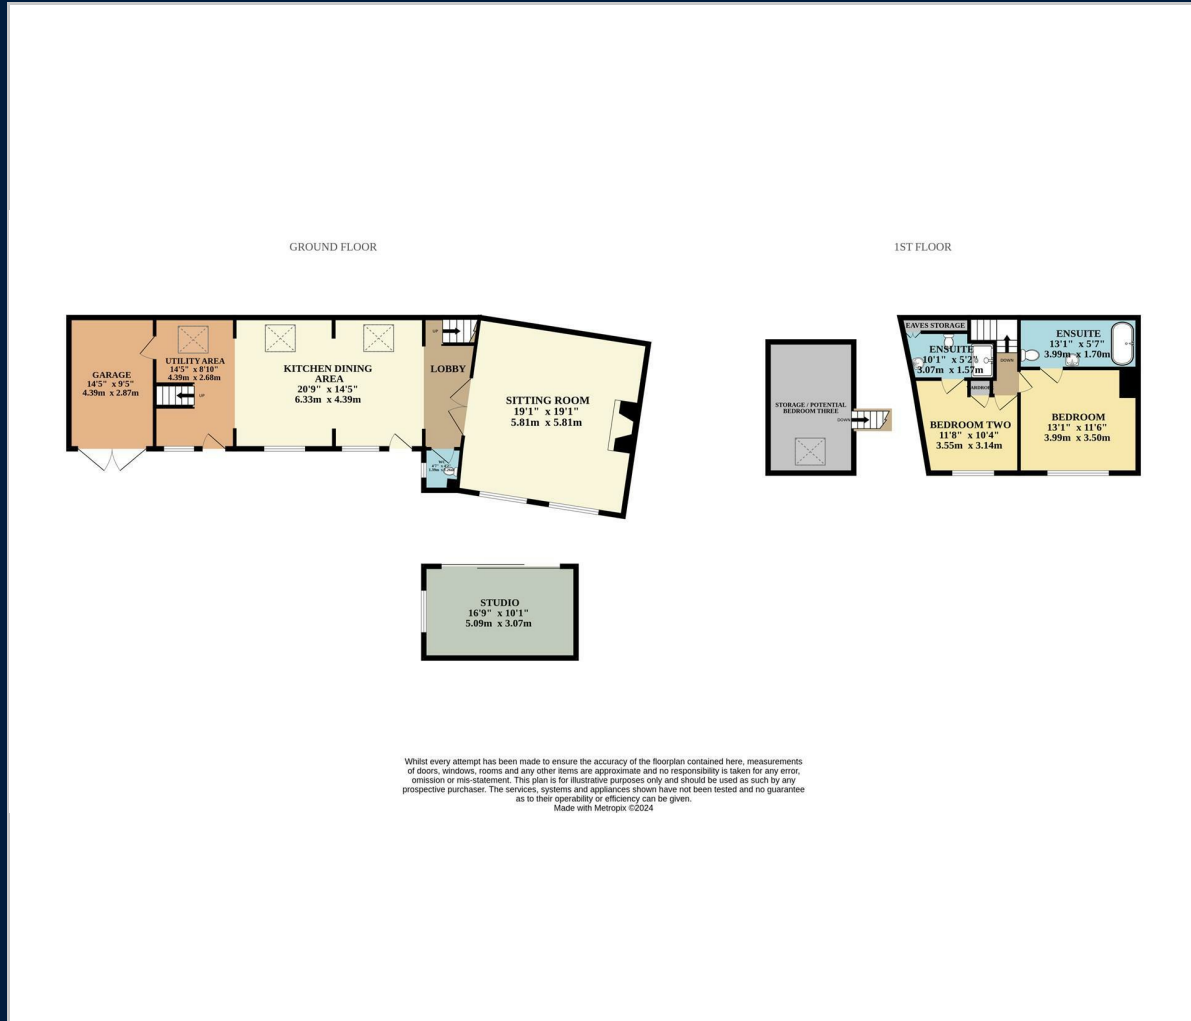 GROUND FLOOR
1ST FLOOR
GARAGE
14'5" x 9'5"
4.39m x 2.87m
UTILITY AREA
14'5" x 8'10"
4.39m x 2.68m
UP
KITCHEN DINING
AREA
20'9" x 14'5"
6.33m x 4.39m
UP
LOBBY
SITTING ROOM
19'1" x 19'1"
5.81m x 5.81m
STUDIO
16'9" x 10'1"
5.09m x 3.07m
STORAGE / POTENTIAL
BEDROOM THREE
DOWN
EAVES STORAGE
ENSUITE
10'1" x 5'2"
3.07m x 1.57m
DOWN
ENSUITE
13'1" x 5'7"
3.99m x 1.70m
BEDROOM TWO
11'8" x 10'4"
3.55m x 3.14m
BEDROOM
13'1" x 11'6"
3.99m x 3.50m
Whilst every attempt has been made to ensure the accuracy of the floorplan contained here, measurements
of doors, windows, rooms and any other items are approximate and no responsibility is taken for any error,
omission or mis-statement. This plan is for illustrative purposes only and should be used as such by any
prospective purchaser. The services, systems and appliances shown have not been tested and no guarantee
as to their operability or efficiency can be given.
Made with Metropix ©2024